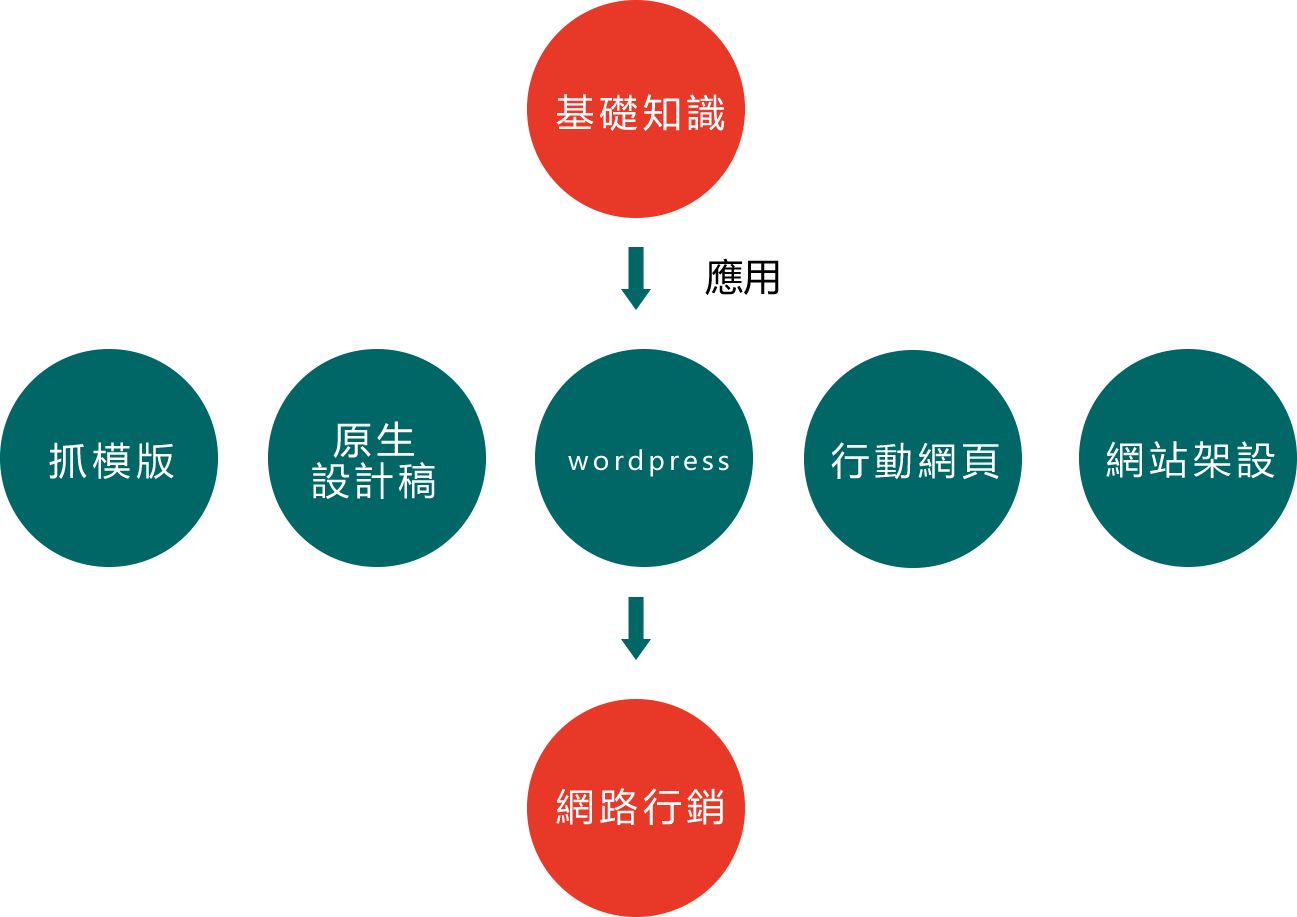 基礎知識
應用
抓模版
原生
設計稿
wordpress
行動網頁
網站架設
網路行銷